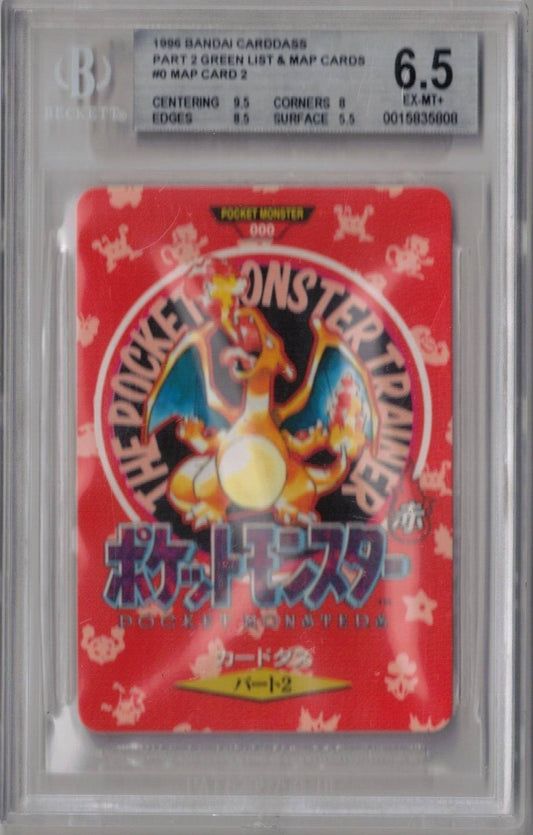 1996 BANDAI CARDDASS
PART 2 GREEN LIST & MAP CARDS
#0 MAP CARD 2
CENTERING 9.5 CORNERS 8
EDGES 8.5 SURFACE 5.5
6.5
EX-MT+
0015835808
B
BECKETT®
POCKET MONSTER
000
THE POCKET MONSTER TRAINER
赤
ポケットモンスター
POCKET MONSTERS
カードダス
パート2